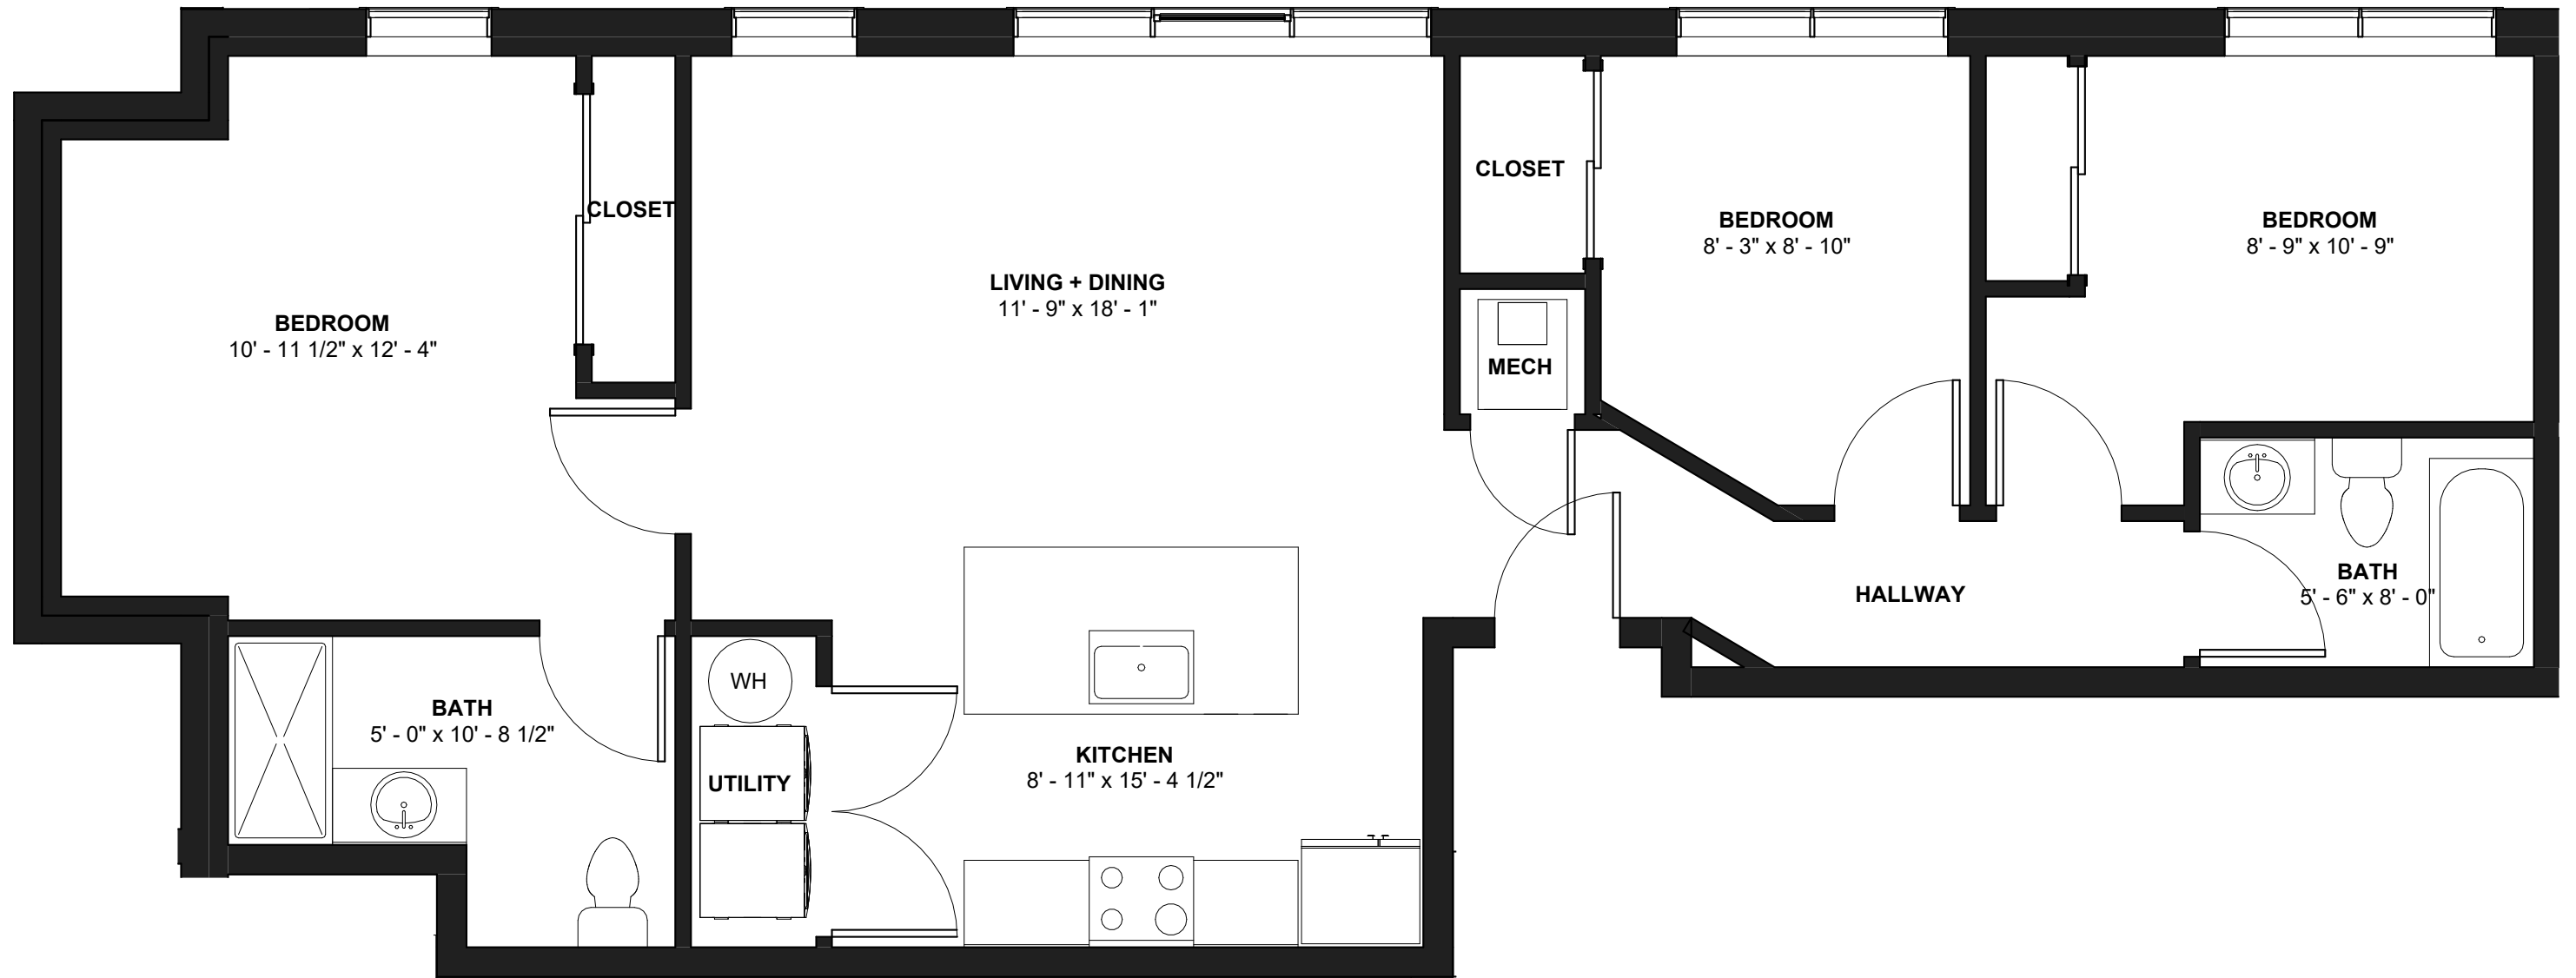 BEDROOM
10' - 11 1/2" x 12' - 4"
CLOSET
LIVING + DINING
11' - 9" x 18' - 1"
CLOSET
MECH
BEDROOM
8' - 3" x 8' - 10"
BEDROOM
8' - 9" x 10' - 9"
HALLWAY
BATH
5' - 6" x 8' - 0"
BATH
5' - 0" x 10' - 8 1/2"
WH
UTILITY
KITCHEN
8' - 11" x 15' - 4 1/2"